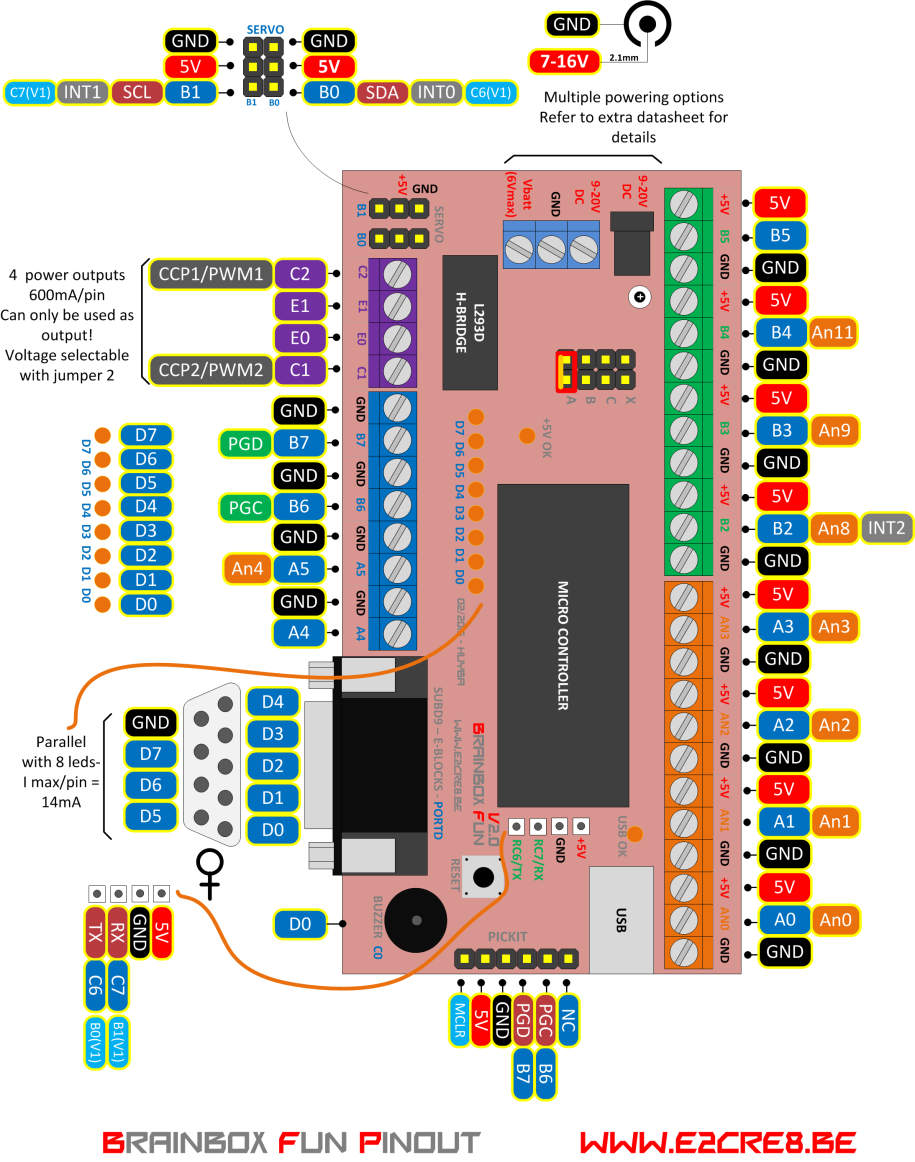 SERVO
GND
GND
5V
5V
C7(V1) INT1 SCL B1
B0 SDA INT0 C6(V1)
B1 B0
GND
7-16V
2.1mm
Multiple powering options
Refer to extra datasheet for
details
4 power outputs
600mA/pin
Can only be used as
output!
Voltage selectable
with jumper 2
CCP1/PWM1 C2
E1
E0
CCP2/PWM2 C1
GND
PGD B7
GND
PGC B6
GND
An4 A5
GND
A4
D7
D6
D5
D4
D3
D2
D1
D0
D7 D6 D5 D4 D3 D2 D1 D0
Parallel
with 8 leds-
I max/pin =
14mA
GND
D7
D6
D5
D4
D3
D2
D1
D0
D0
TX RX GND 5V
C6 C7
B0(V1) B1(V1)
+5V
GND
B1
B0
SERVO
Vbatt
(6Vmax)
GND
9-20V
DC
9-20V
DC
L293D
H-BRIDGE
C2
E1
E0
C1
GND
B7
GND
B6
GND
A5
GND
A4
A
B
C
X
+5V OK
D7
D6
D5
D4
D3
D2
D1
D0
02/2015 - HUMBA
MICRO CONTROLLER
SUBD9 – E-BLOCKS - PORTD
WWW.E2CRE8.BE
BRAINBOX FUN V2.0
RC6/TX
RC7/RX
GND
+5V
USB OK
RESET
BUZZER C0
PICKIT
USB
+5V
B5
GND
+5V
B4
GND
+5V
B3
GND
+5V
B2
GND
+5V
AN3
GND
+5V
AN2
GND
+5V
AN1
GND
+5V
AN0
GND
5V
B5
GND
5V
B4 An11
GND
5V
B3 An9
GND
5V
B2 An8 INT2
GND
5V
A3 An3
GND
5V
A2 An2
GND
5V
A1 An1
GND
5V
A0 An0
GND
MCLR 5V GND PGD PGC NC
B7 B6
BRAINBOX FUN PINOUT
WWW.E2CRE8.BE